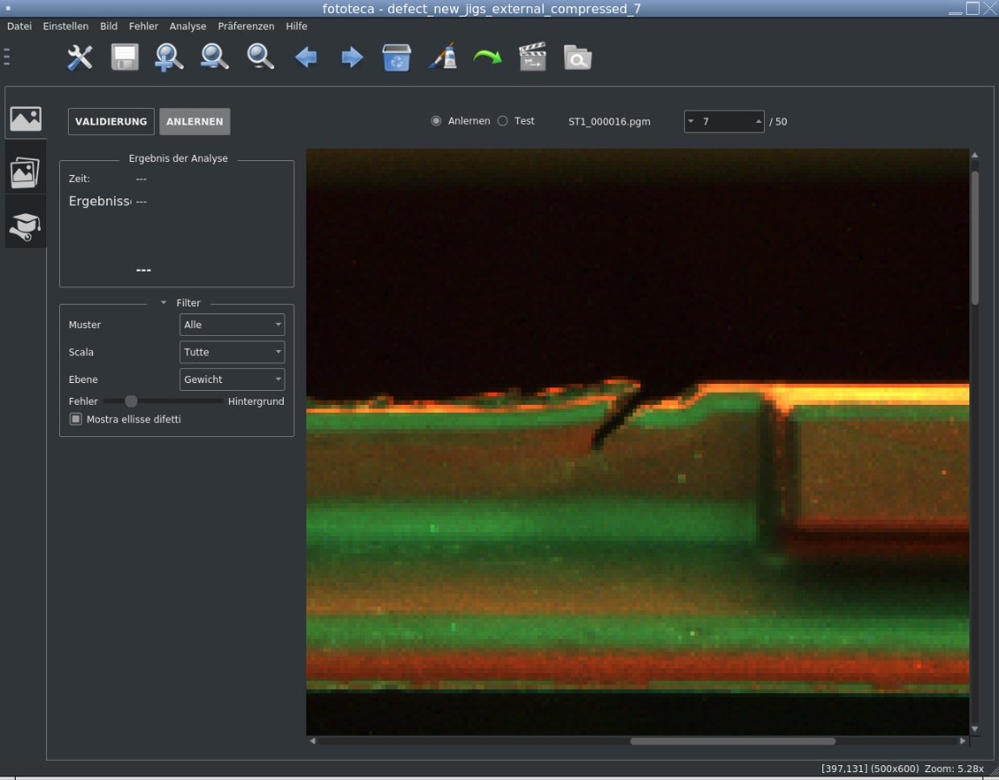 fototeca - defect_new_jigs_external_compressed_7
Datei Einstellen Bild Fehler Analyse Präferenzen Hilfe
VALIDIERUNG ANLERNEN Anlernen Test ST1_000016.pgm 7 / 50
Ergebnis der Analyse
Zeit: ---
Ergebniss ---
---
Filter
Muster Alle
Scala Tutte
Ebene Gewicht
Fehler Hintergrund
Mostra ellisse difetti
[397,131] (500x600) Zoom: 5.28x